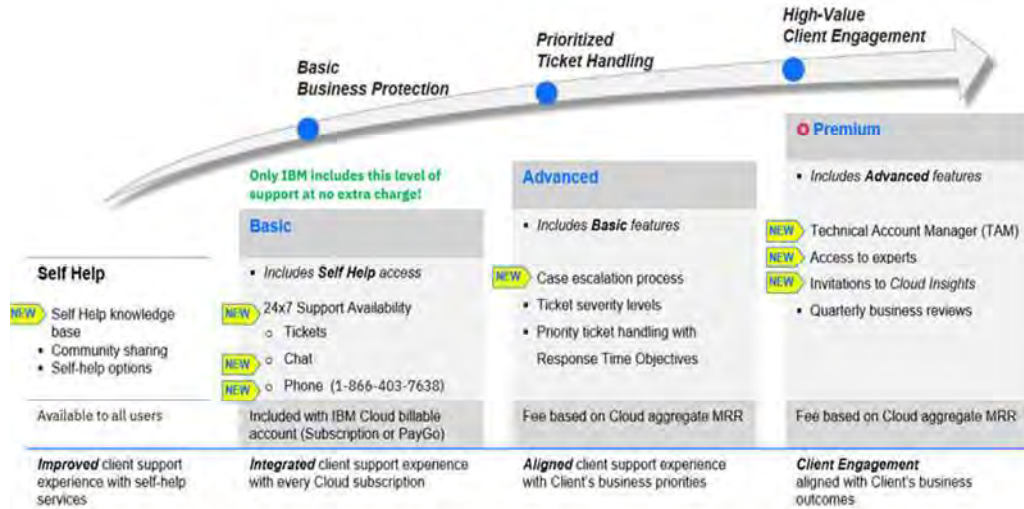 High-Value
Client Engagement
Prioritized
Ticket Handling
Basic
Business Protection
Self Help
NEW Self Help knowledge
base
• Community sharing
• Self-help options
Available to all users
Improved client support
experience with self-help
services
Only IBM includes this level of
support at no extra charge!
Basic
• Includes Self Help access
NEW 24x7 Support Availability
o Tickets
NEW o Chat
NEW o Phone (1-866-403-7638)
Included with IBM Cloud billable
account (Subscription or PayGo)
Integrated client support experience
with every Cloud subscription
Advanced
• Includes Basic features
NEW Case escalation process
• Ticket severity levels
• Priority ticket handling with
Response Time Objectives
Fee based on Cloud aggregate MRR
Aligned client support experience
with Client's business priorities
Premium
• Includes Advanced features
NEW Technical Account Manager (TAM)
NEW Access to experts
NEW Invitations to Cloud Insights
• Quarterly business reviews
Fee based on Cloud aggregate MRR
Client Engagement
aligned with Client's business
outcomes